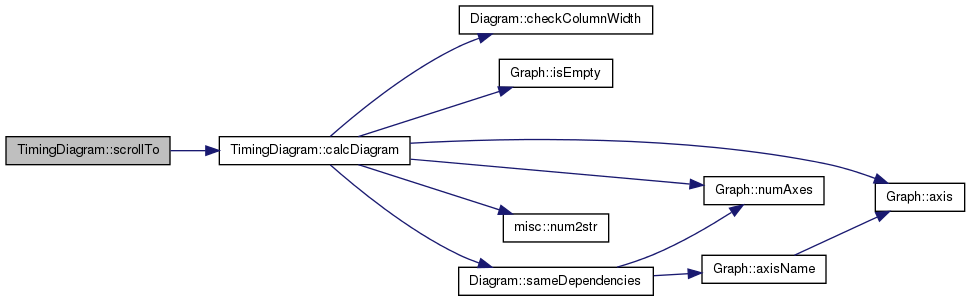 Diagram::checkColumnWidth
Graph::isEmpty
TimingDiagram::scrollTo
TimingDiagram::calcDiagram
Graph::numAxes
Graph::axis
misc::num2str
Graph::axisName
Diagram::sameDependencies